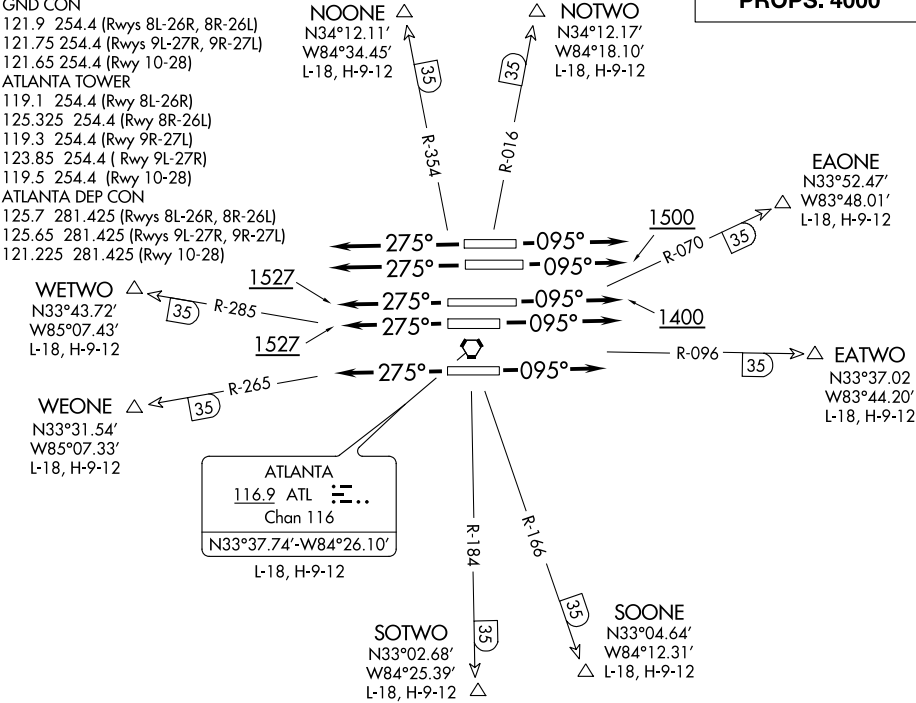 GND CON
121.9 254.4 (Rwys 8L-26R, 8R-26L)
121.75 254.4 (Rwys 9L-27R, 9R-27L)
121.65 254.4 (Rwy 10-28)
ATLANTA TOWER
119.1 254.4 (Rwy 8L-26R)
125.325 254.4 (Rwy 8R-26L)
119.3 254.4 (Rwy 9R-27L)
123.85 254.4 ( Rwy 9L-27R)
119.5 254.4 (Rwy 10-28)
ATLANTA DEP CON
125.7 281.425 (Rwys 8L-26R, 8R-26L)
125.65 281.425 (Rwys 9L-27R, 9R-27L)
121.225 281.425 (Rwy 10-28)
PROPS: 4000
NOONE
N34°12.11′
W84°34.45′
L-18, H-9-12
35
R-354
NOTWO
N34°12.17′
W84°18.10′
L-18, H-9-12
35
R-016
EAONE
N33°52.47′
W83°48.01′
L-18, H-9-12
R-070
35
1500
275° 095°
275° 095°
1527
275° 095°
1400
275° 095°
1527
WETWO
N33°43.72′
W85°07.43′
L-18, H-9-12
35
R-285
R-096
35
EATWO
N33°37.02
W83°44.20′
L-18, H-9-12
275° 095°
WEONE
N33°31.54′
W85°07.33′
L-18, H-9-12
35
R-265
ATLANTA
116.9 ATL
Chan 116
N33°37.74′-W84°26.10′
L-18, H-9-12
R-184
35
R-166
35
SOTWO
N33°02.68′
W84°25.39′
L-18, H-9-12
SOONE
N33°04.64′
W84°12.31′
L-18, H-9-12